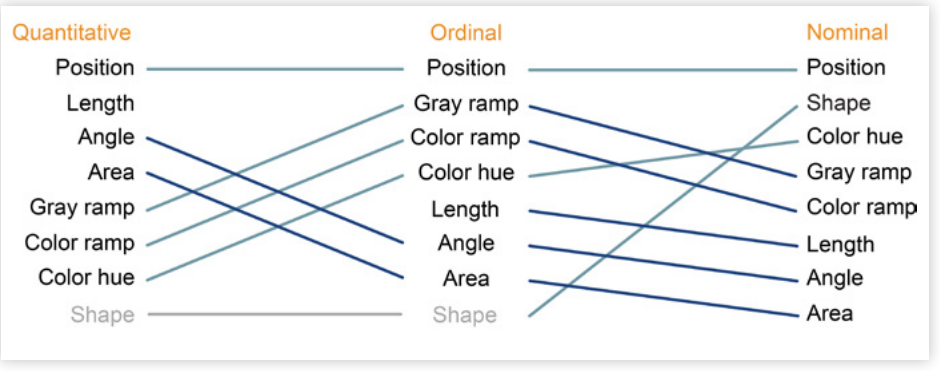 Quantitative Ordinal Nominal
Position Position Position
Length Gray ramp Shape
Angle Color ramp Color hue
Area Color hue Gray ramp
Gray ramp Length Color ramp
Color ramp Angle Length
Color hue Area Angle
Shape Shape Area